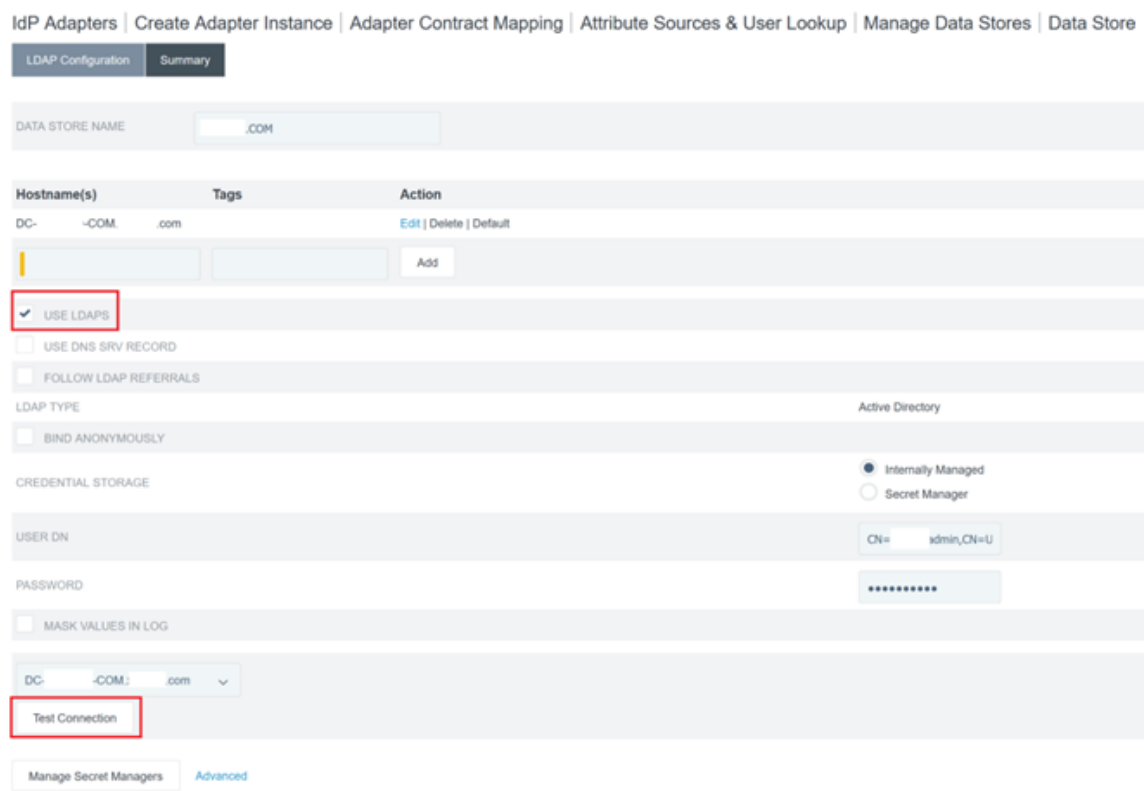 IdP Adapters | Create Adapter Instance | Adapter Contract Mapping | Attribute Sources & User Lookup | Manage Data Stores | Data Store
LDAP Configuration Summary
DATA STORE NAME .COM
Hostname(s) Tags Action
DC- -COM. .com Edit | Delete | Default
Add
USE LDAPS
USE DNS SRV RECORD
FOLLOW LDAP REFERRALS
LDAP TYPE Active Directory
BIND ANONYMOUSLY
Internally Managed
CREDENTIAL STORAGE
Secret Manager
USER DN CN= admin,CN=U
PASSWORD ••••••••••
MASK VALUES IN LOG
DC- -COM. .com
Test Connection
Manage Secret Managers Advanced